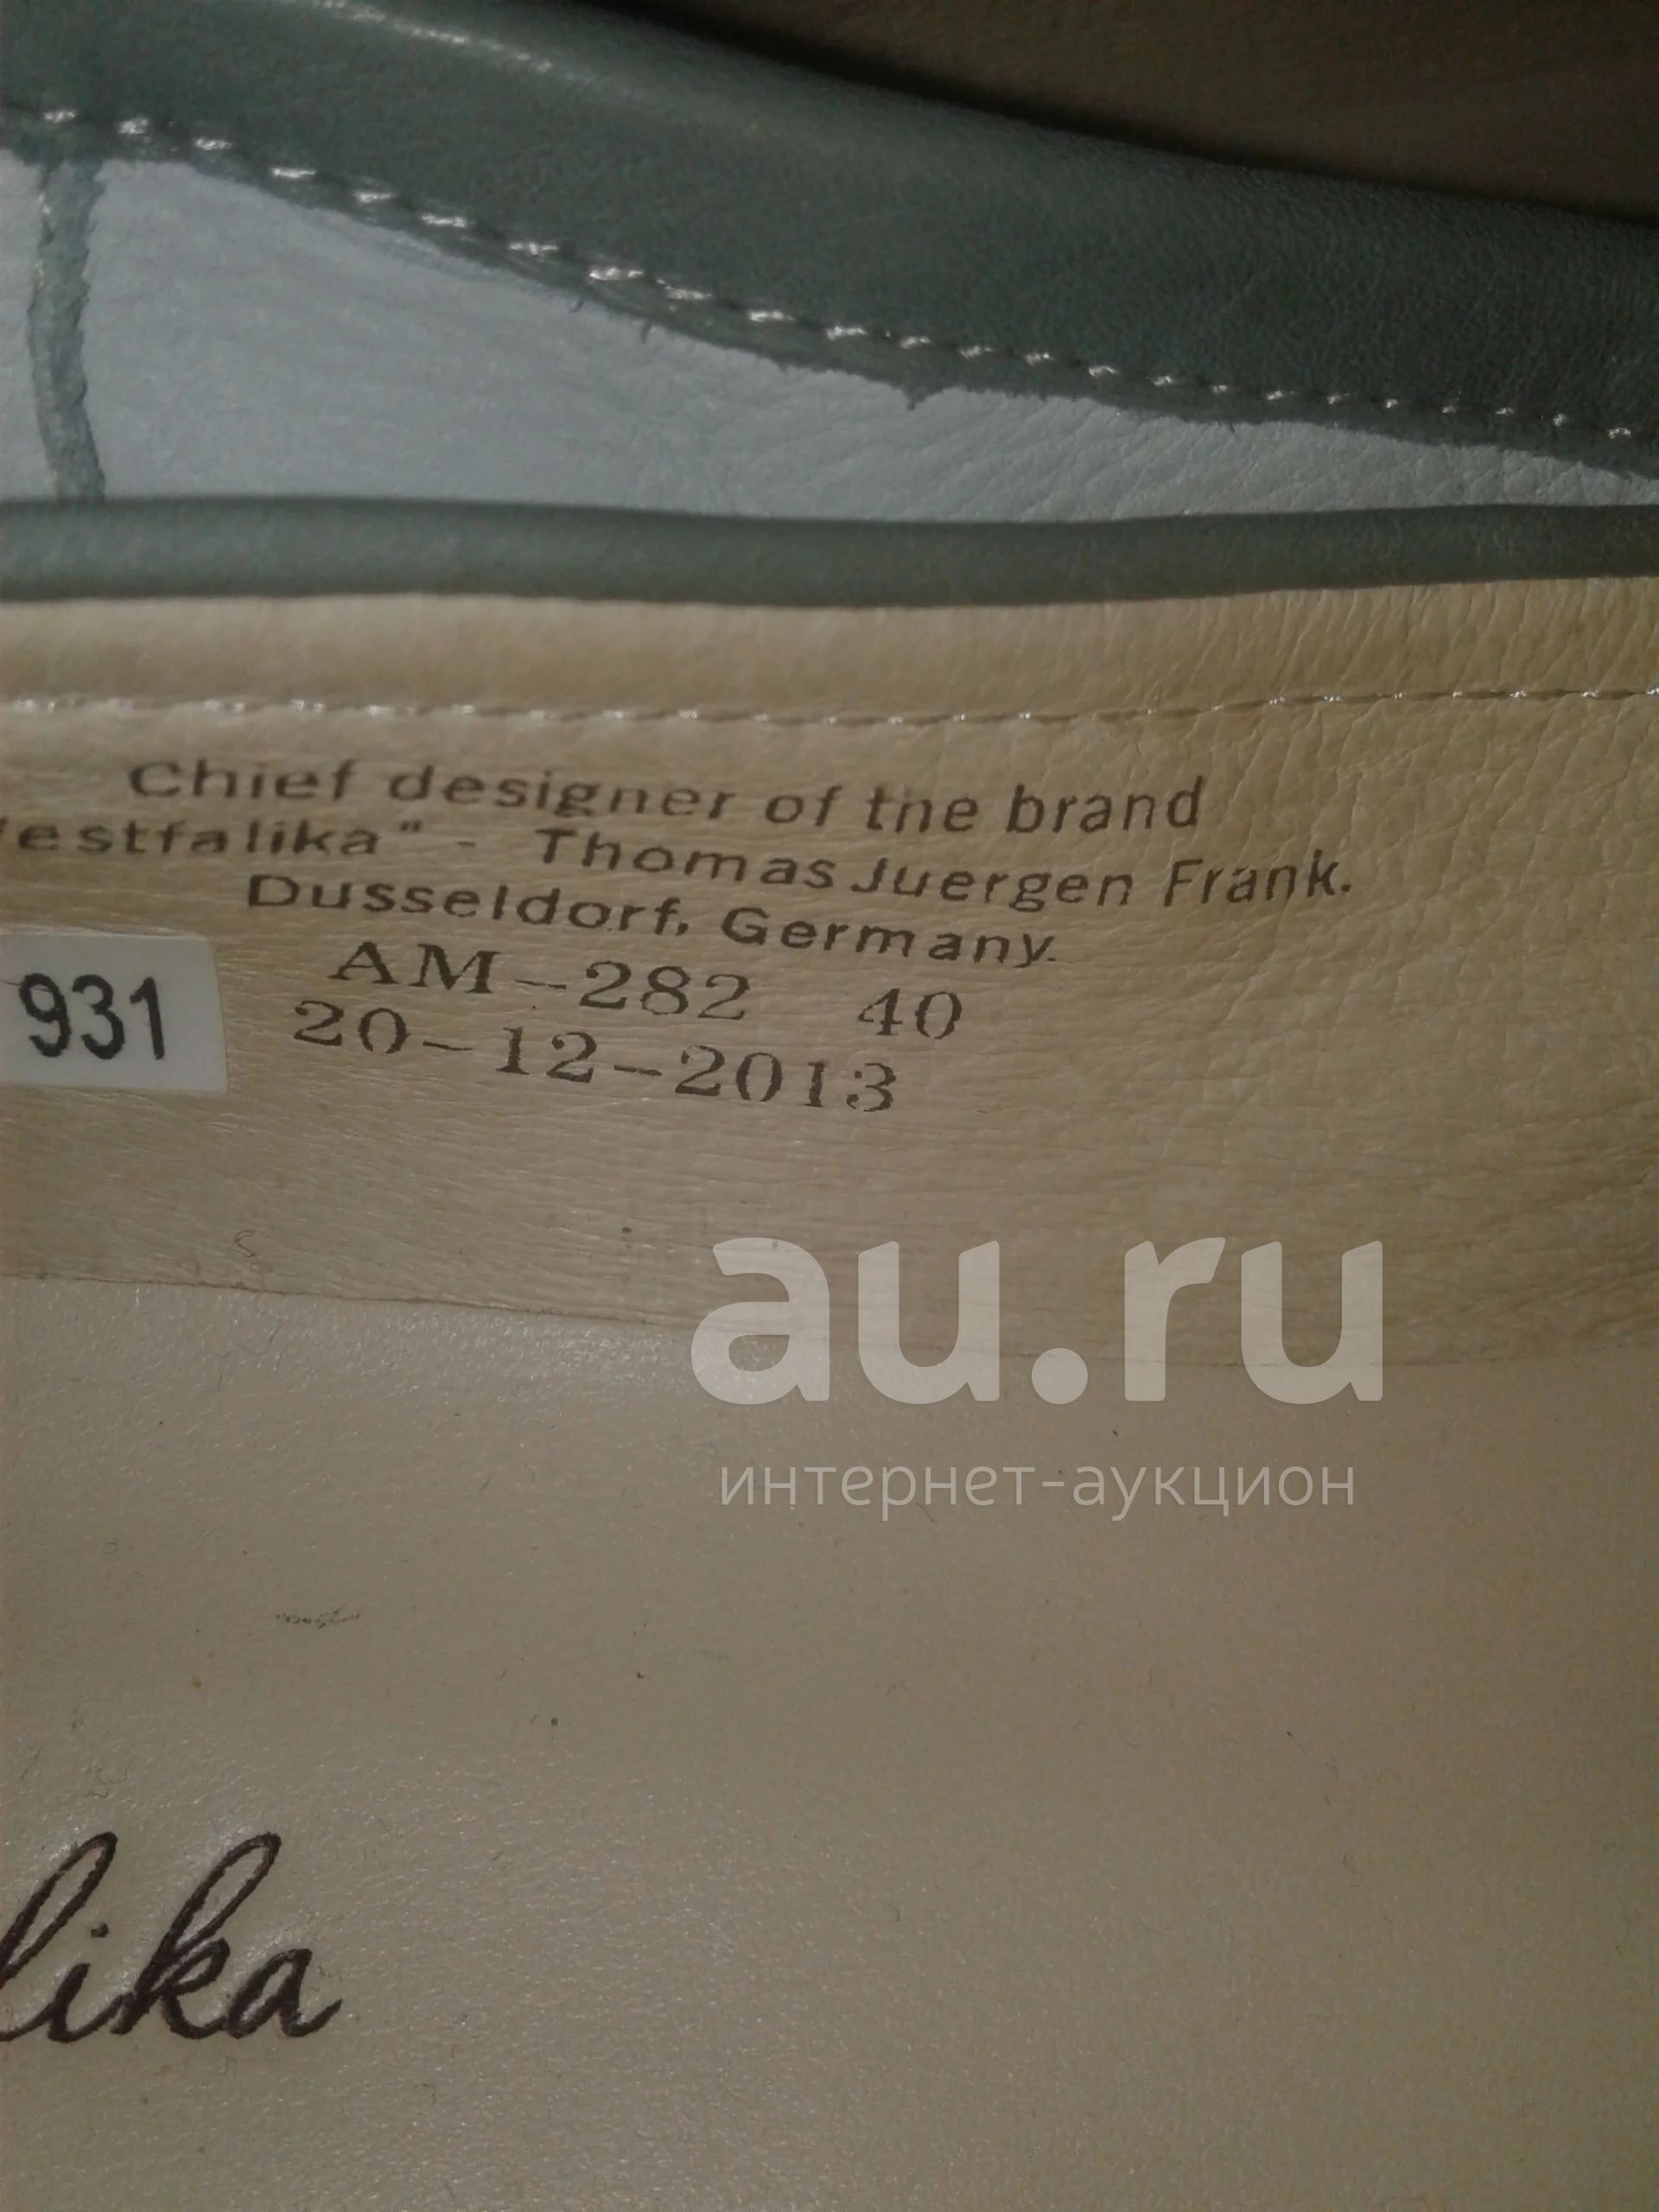 Chief designer of the brand
estfalika" - Thomas Juergen Frank.
Dusseldorf, Germany.
AM-282 40
931
20-12-2013
au.ru
интернет-аукцион
lika